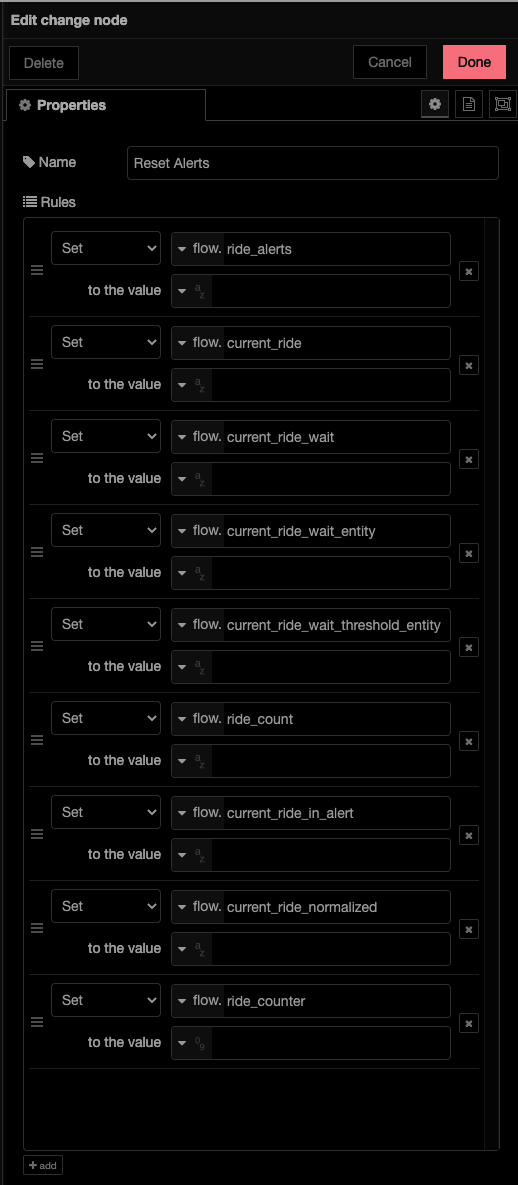 Edit change node
Delete
Cancel
Done
Properties
Name
Reset Alerts
Rules
Set
flow. ride_alerts
to the value
a
z
Set
flow. current_ride
to the value
a
z
Set
flow. current_ride_wait
to the value
a
z
Set
flow. current_ride_wait_entity
to the value
a
z
Set
flow. current_ride_wait_threshold_entity
to the value
a
z
Set
flow. ride_count
to the value
a
z
Set
flow. current_ride_in_alert
to the value
a
z
Set
flow. current_ride_normalized
to the value
a
z
Set
flow. ride_counter
to the value
0
9
add